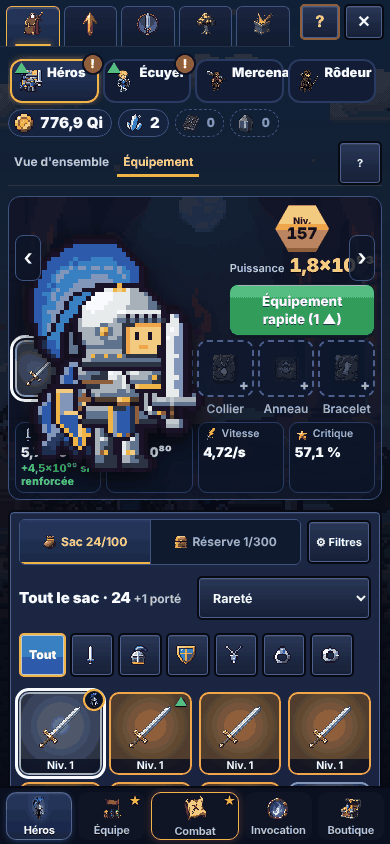 ?
×
Héros
!
Écuyer
!
Mercena
Rôdeur
776,9 Qi
2
0
0
Vue d'ensemble
Équipement
?
‹
›
Niv.
157
Puissance
Équipement
rapide (1 ▲)
Collier
Anneau
Bracelet
Vitesse
4,72/s
Critique
57,1 %
renforcée
Sac 24/100
Réserve 1/300
Filtres
Tout le sac · 24 +1 porté
Rareté
Tout
Niv. 1
Niv. 1
Niv. 1
Niv. 1
Héros
Équipe
Combat
Invocation
Boutique